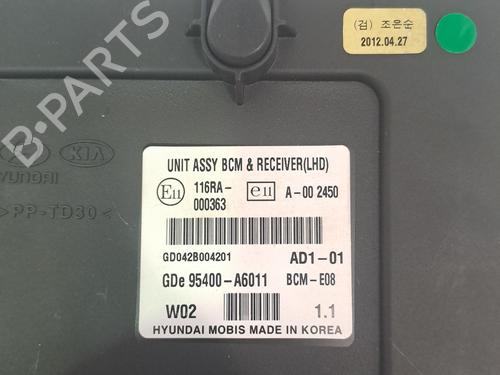 (검) 조은순
2012.04.27
B-PARTS
HYUNDAI
KIA
>PP-TD30<
UNIT ASSY BCM & RECEIVER(LHD)
E11 116RA-000363 e11 A-00 2450
GD042B004201 AD1-01
GDe 95400-A6011 BCM-E08
W02 1.1
HYUNDAI MOBIS MADE IN KOREA